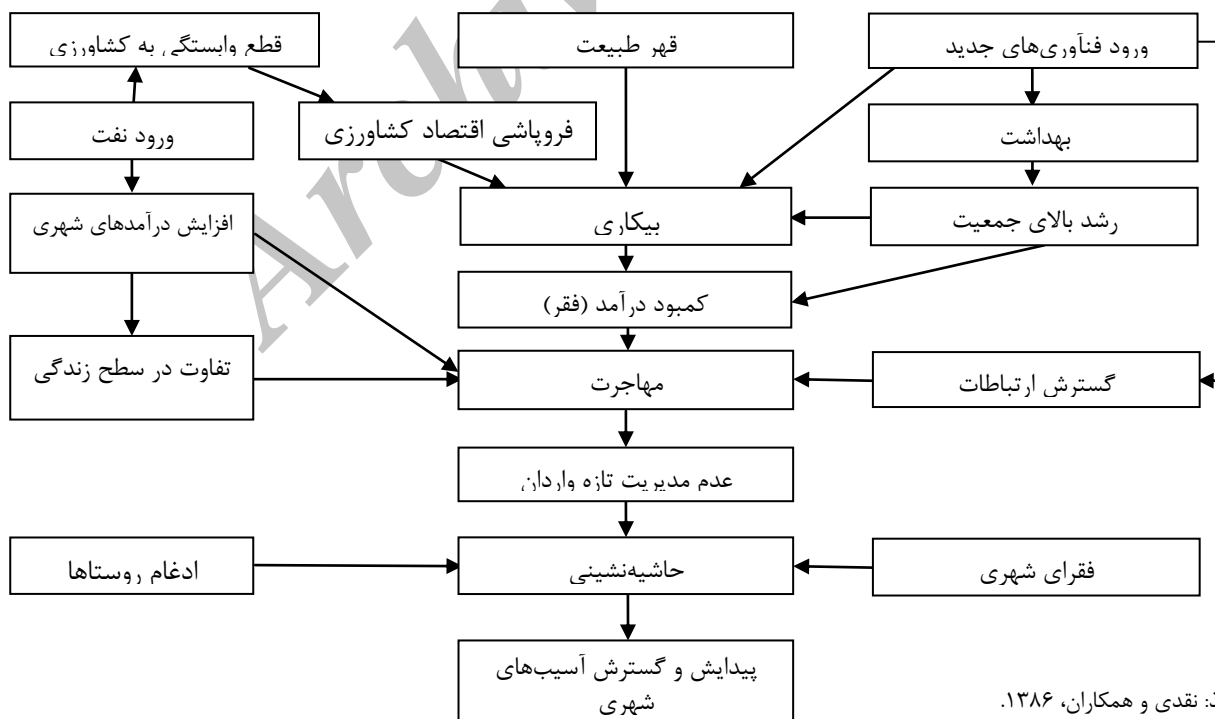 ورود فنآوری‌های جدید
قهر طبیعت
قطع وابستگی به کشاورزی
بهداشت
فروپاشی اقتصاد کشاورزی
ورود نفت
رشد بالای جمعیت
بیکاری
افزایش درآمدهای شهری
کمبود درآمد (فقر)
گسترش ارتباطات
مهاجرت
تفاوت در سطح زندگی
عدم مدیریت تازه واردان
فقرای شهری
حاشیه‌نشینی
ادغام روستاها
پیدایش و گسترش آسیب‌های
شهری
نقدی و همکاران، ۱۳۸۶.